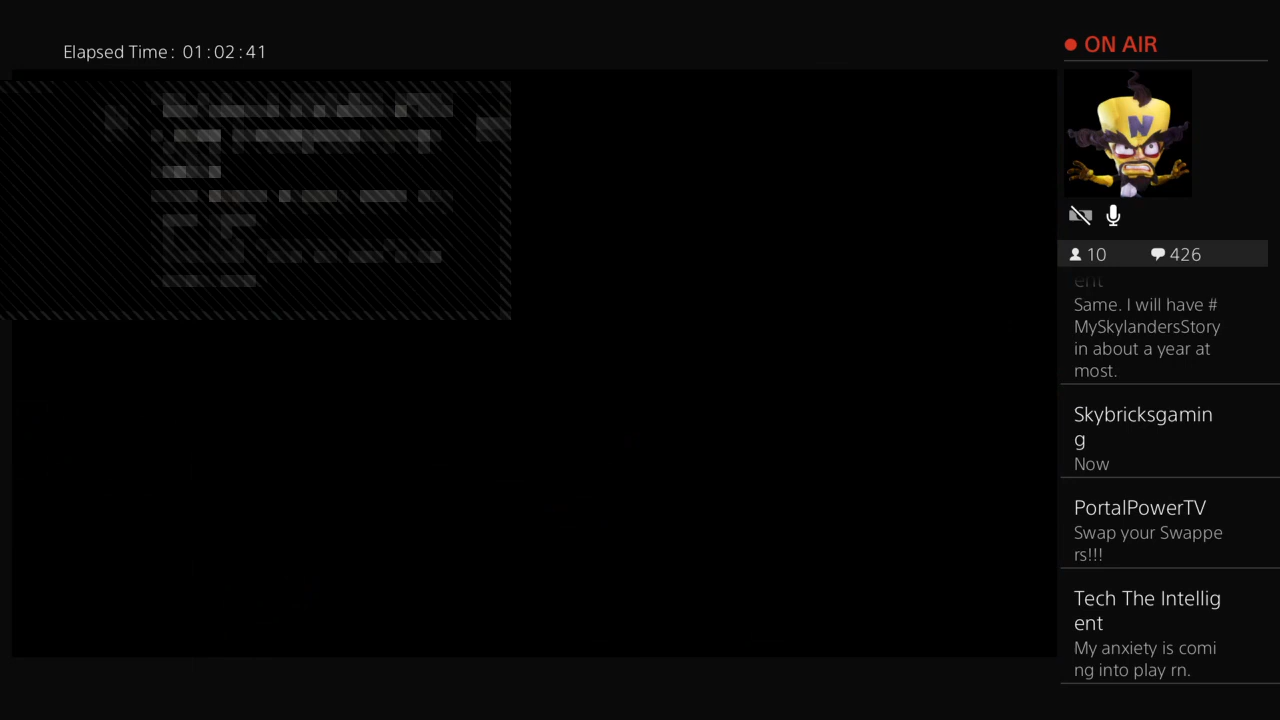 Elapsed Time: 01:02:41
ON AIR
N
10 426
ent
Same. I will have #
MySkylandersStory
in about a year at
most.
Skybricksgamin
g
Now
PortalPowerTV
Swap your Swappe
rs!!!
Tech The Intellig
ent
My anxiety is comi
ng into play rn.